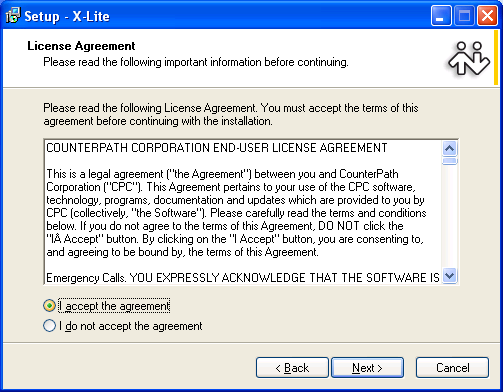 Setup - X-Lite
License Agreement
Please read the following important information before continuing.
Please read the following License Agreement. You must accept the terms of this
agreement before continuing with the installation.
COUNTERPATH CORPORATION END-USER LICENSE AGREEMENT
This is a legal agreement ("the Agreement") between you and CounterPath
Corporation ("CPC"). This Agreement pertains to your use of the CPC software,
technology, programs, documentation and updates which are provided to you by
CPC (collectively, "the Software"). Please carefully read the terms and conditions
below. If you do not agree to the terms of this Agreement, DO NOT click the
"IÂ Accept" button. By clicking on the "I Accept" button, you are consenting to,
and agreeing to be bound by, the terms of this Agreement.
Emergency Calls. YOU EXPRESSLY ACKNOWLEDGE THAT THE SOFTWARE IS
I accept the agreement
I do not accept the agreement
< Back
Next >
Cancel